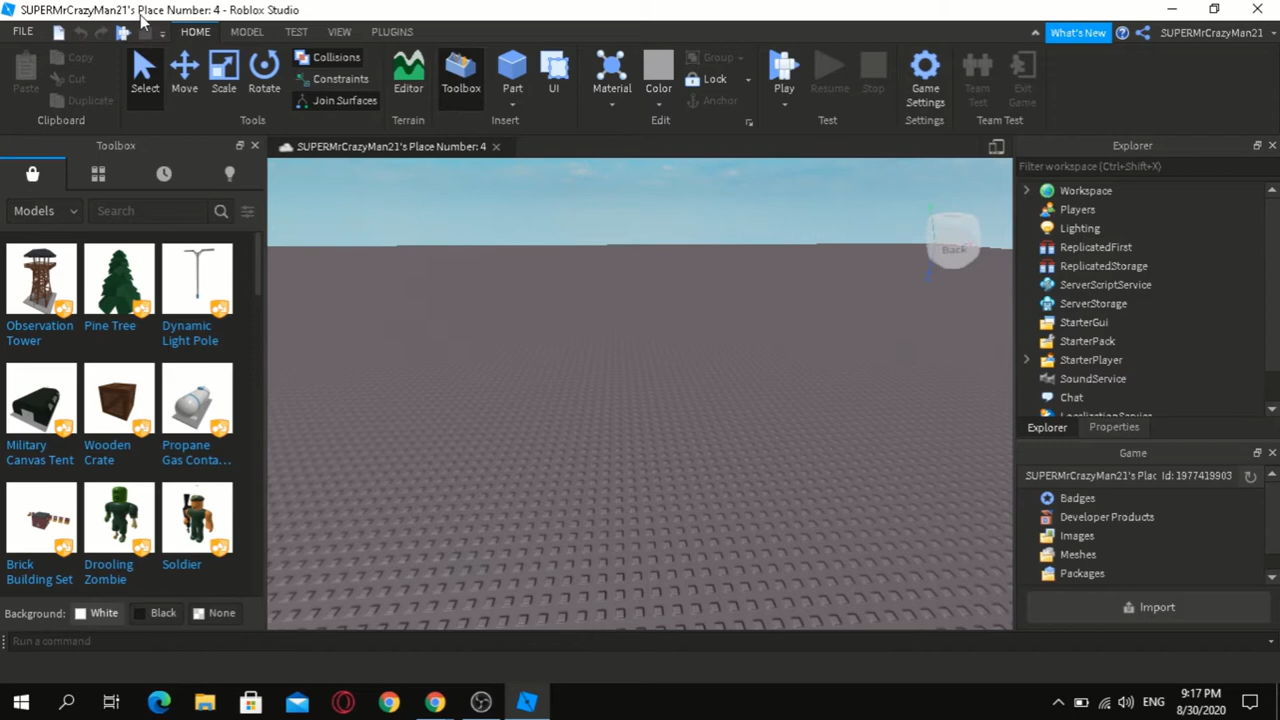 SUPERMrCrazyMan21's Place Number: 4 - Roblox Studio
FILE HOME MODEL TEST VIEW PLUGINS What's New SUPERMrCrazyMan21
Paste Copy Cut Duplicate
Select Move Scale Rotate
Collisions Constraints Join Surfaces
Editor Toolbox Part UI Material Color
Group Lock Anchor
Play Resume Stop Game Settings Team Test Exit Game
Clipboard Tools Terrain Insert Edit Test Settings Team Test
Toolbox
SUPERMrCrazyMan21's Place Number: 4
Explorer
Filter workspace (Ctrl+Shift+X)
Models Search
Observation Tower
Pine Tree
Dynamic Light Pole
Military Canvas Tent
Wooden Crate
Propane Gas Conta...
Brick Building Set
Drooling Zombie
Soldier
Background: White Black None
Back
Workspace
Players
Lighting
ReplicatedFirst
ReplicatedStorage
ServerScriptService
ServerStorage
StarterGui
StarterPack
StarterPlayer
SoundService
Chat
LocalizationService
Explorer Properties
Game
SUPERMrCrazyMan21's Plac Id: 1977419903
Badges
Developer Products
Images
Meshes
Packages
Import
Run a command
ENG
9:17 PM
8/30/2020